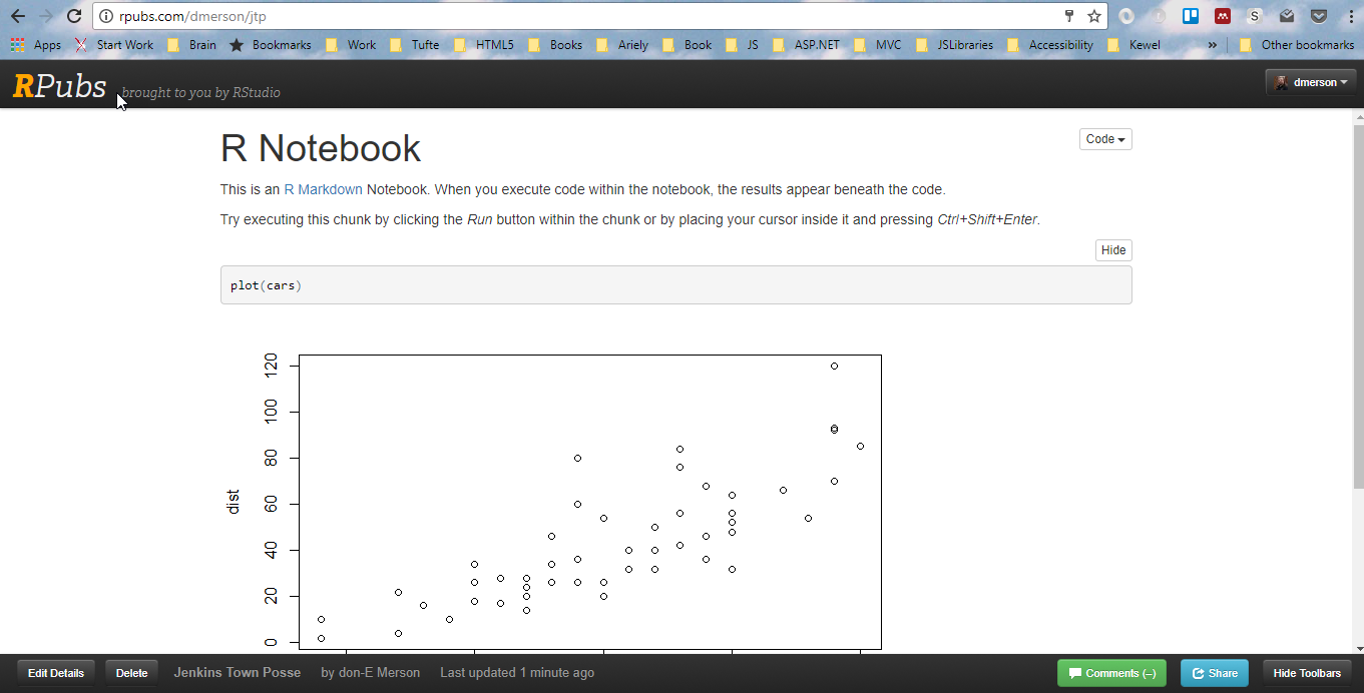 rpubs.com/dmerson/jtp
S
Apps Start Work Brain Bookmarks Work Tufte HTML5 Books Ariely Book JS ASP.NET MVC JSLibraries Accessibility Kewel » Other bookmarks
RPubs brought to you by RStudio dmerson
R Notebook Code
This is an R Markdown Notebook. When you execute code within the notebook, the results appear beneath the code.
Try executing this chunk by clicking the Run button within the chunk or by placing your cursor inside it and pressing Ctrl+Shift+Enter.
Hide
plot(cars)
120
100
80
60
40
20
0
dist
Edit Details Delete Jenkins Town Posse by don-E Merson Last updated 1 minute ago Comments (–) Share Hide Toolbars